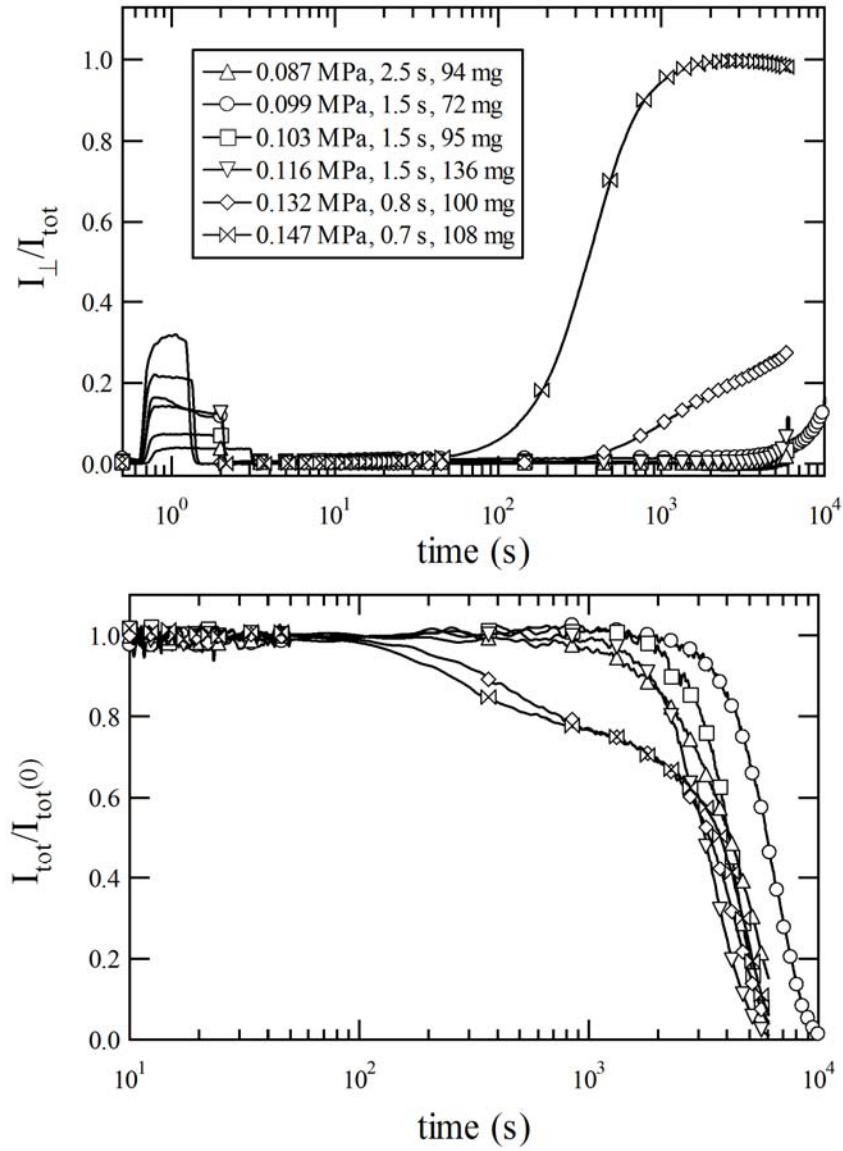 I⊥/Itot
1.0
0.8
0.6
0.4
0.2
0.0
0.087 MPa, 2.5 s, 94 mg
0.099 MPa, 1.5 s, 72 mg
0.103 MPa, 1.5 s, 95 mg
0.116 MPa, 1.5 s, 136 mg
0.132 MPa, 0.8 s, 100 mg
0.147 MPa, 0.7 s, 108 mg
10⁰ 10¹ 10² 10³ 10⁴
time (s)
Itot/Itot(0)
1.0
0.8
0.6
0.4
0.2
0.0
10¹ 10² 10³ 10⁴
time (s)